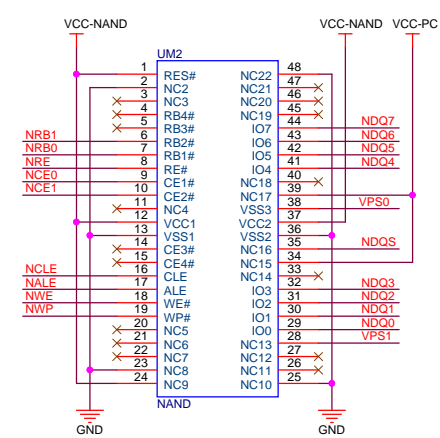 VCC-NAND VCC-NAND VCC-PC
UM2
1 RES# NC22 48
2 NC2 NC21 47
3 NC3 NC20 46
4 RB4# NC19 45
5 RB3# IO7 44 NDQ7
NRB1 6 RB2# IO6 43 NDQ6
NRB0 7 RB1# IO5 42 NDQ5
NRE 8 RE# IO4 41 NDQ4
NCE0 9 CE1# NC18 40
NCE1 10 CE2# NC17 39
11 NC4 VSS3 38 VPS0
12 VCC1 VCC2 37
13 VSS1 VSS2 36
14 CE3# NC16 35 NDQS
15 CE4# NC15 34
NCLE 16 CLE NC14 33
NALE 17 ALE IO3 32 NDQ3
NWE 18 WE# IO2 31 NDQ2
NWP 19 WP# IO1 30 NDQ1
20 NC5 IO0 29 NDQ0
21 NC6 NC13 28 VPS1
22 NC7 NC12 27
23 NC8 NC11 26
24 NC9 NC10 25
NAND
GND GND